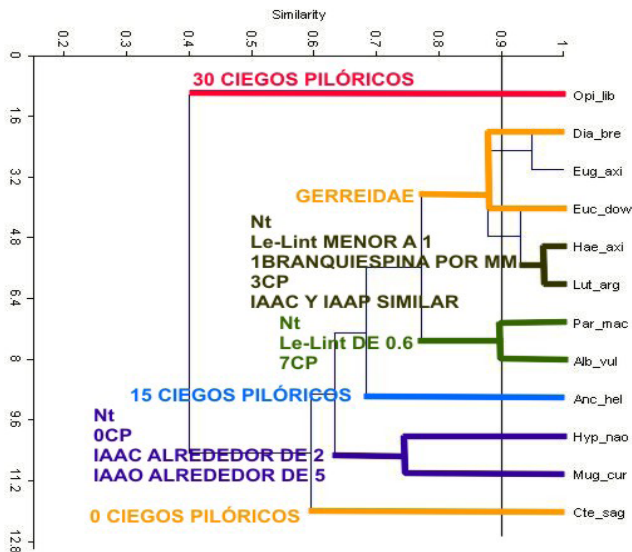 Similarity
0.2 0.3 0.4 0.5 0.6 0.7 0.8 0.9 1
0
1.6
3.2
4.8
6.4
8
9.6
11.2
12.8
30 CIEGOS PILÓRICOS
Opi_lib
Dia_bre
Eug_axi
GERREIDAE
Euc_dow
Nt
Le-Lint MENOR A 1
1BRANQUIESPINA POR MM
3CP
IAAC Y IAAP SIMILAR
Hae_axi
Lut_arg
Nt
Le-Lint DE 0.6
7CP
Par_mac
Alb_vul
15 CIEGOS PILÓRICOS
Anc_hel
Nt
0CP
IAAC ALREDEDOR DE 2
IAAO ALREDEDOR DE 5
Hyp_nao
Mug_cur
0 CIEGOS PILÓRICOS
Cte_sag